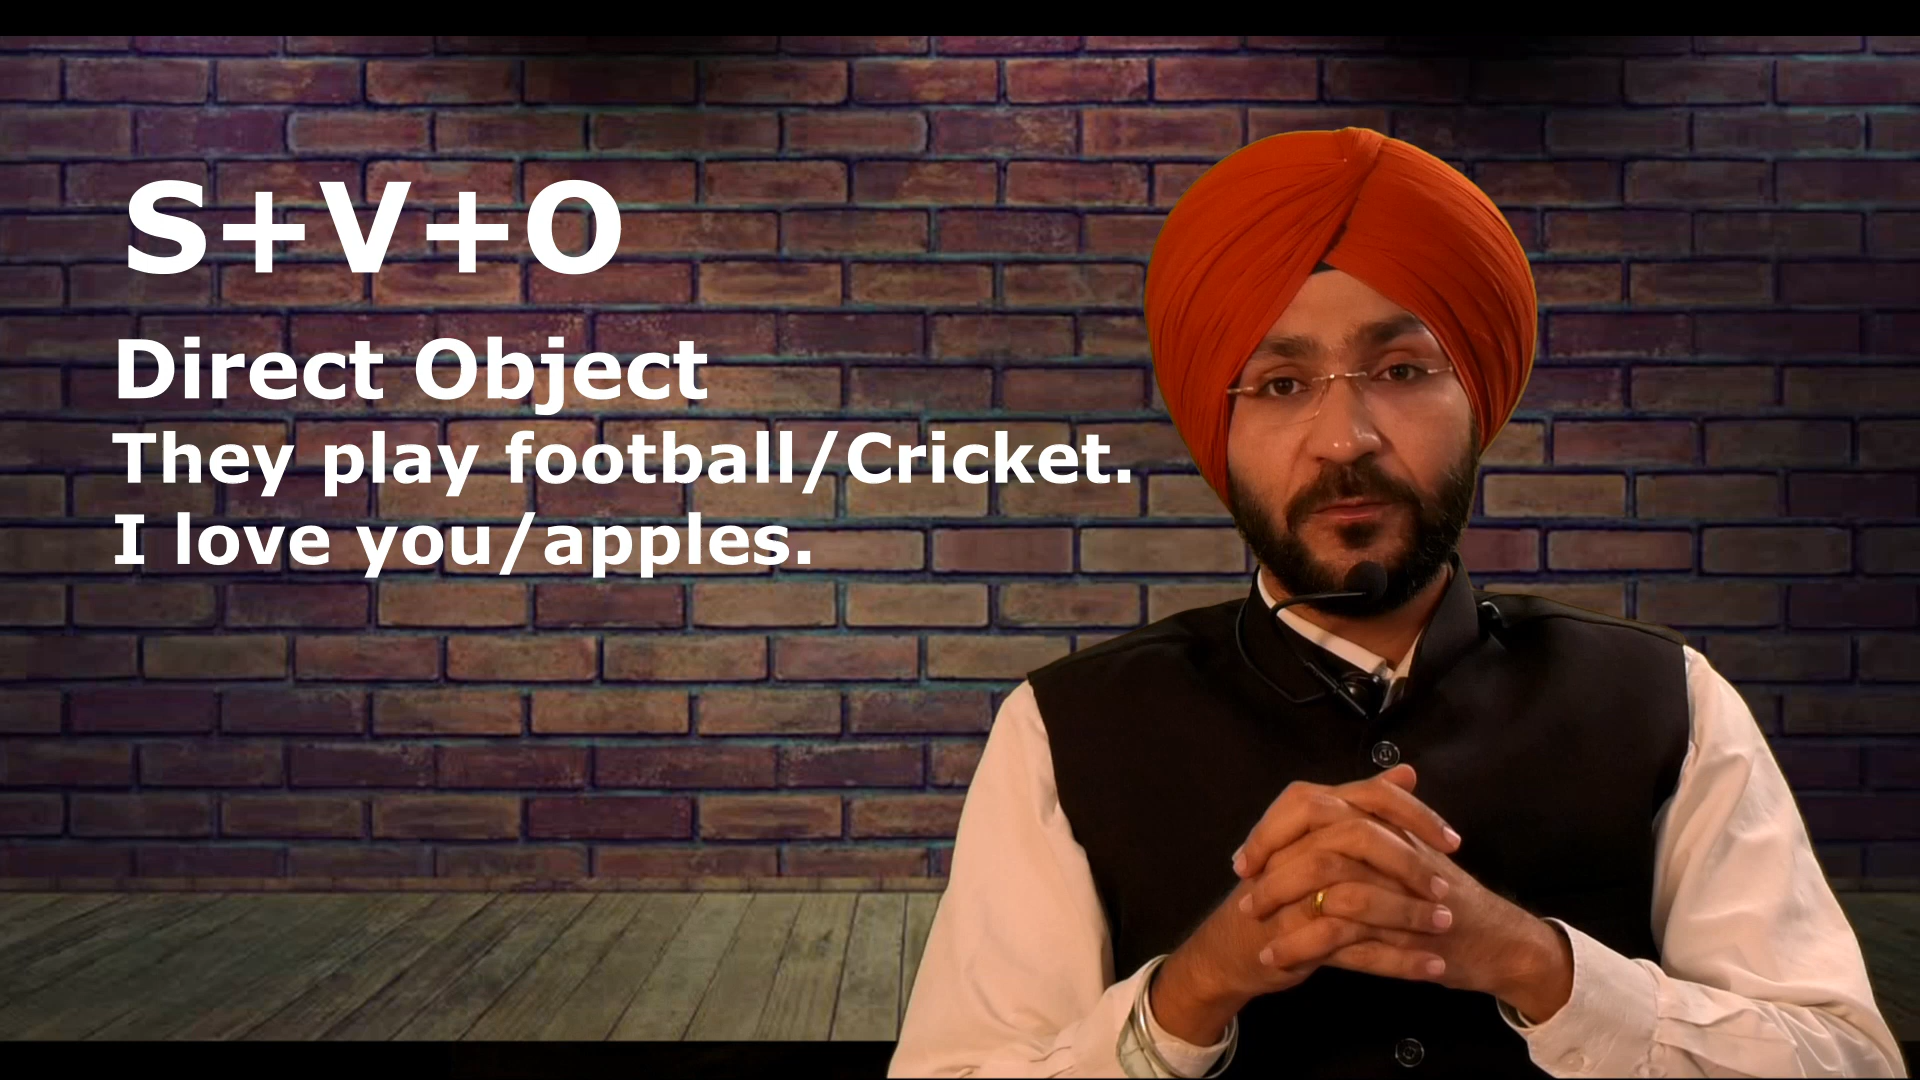 S+V+O
Direct Object
They play football/Cricket.
I love you/apples.